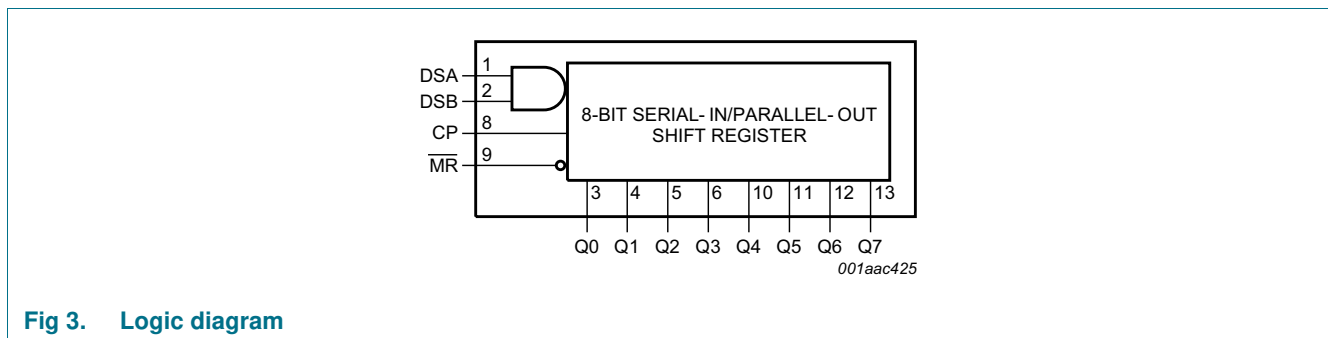 DSA 1
DSB 2
CP 8
MR 9
8-BIT SERIAL- IN/PARALLEL- OUT
SHIFT REGISTER
3 4 5 6 10 11 12 13
Q0 Q1 Q2 Q3 Q4 Q5 Q6 Q7
001aac425
Fig 3. Logic diagram